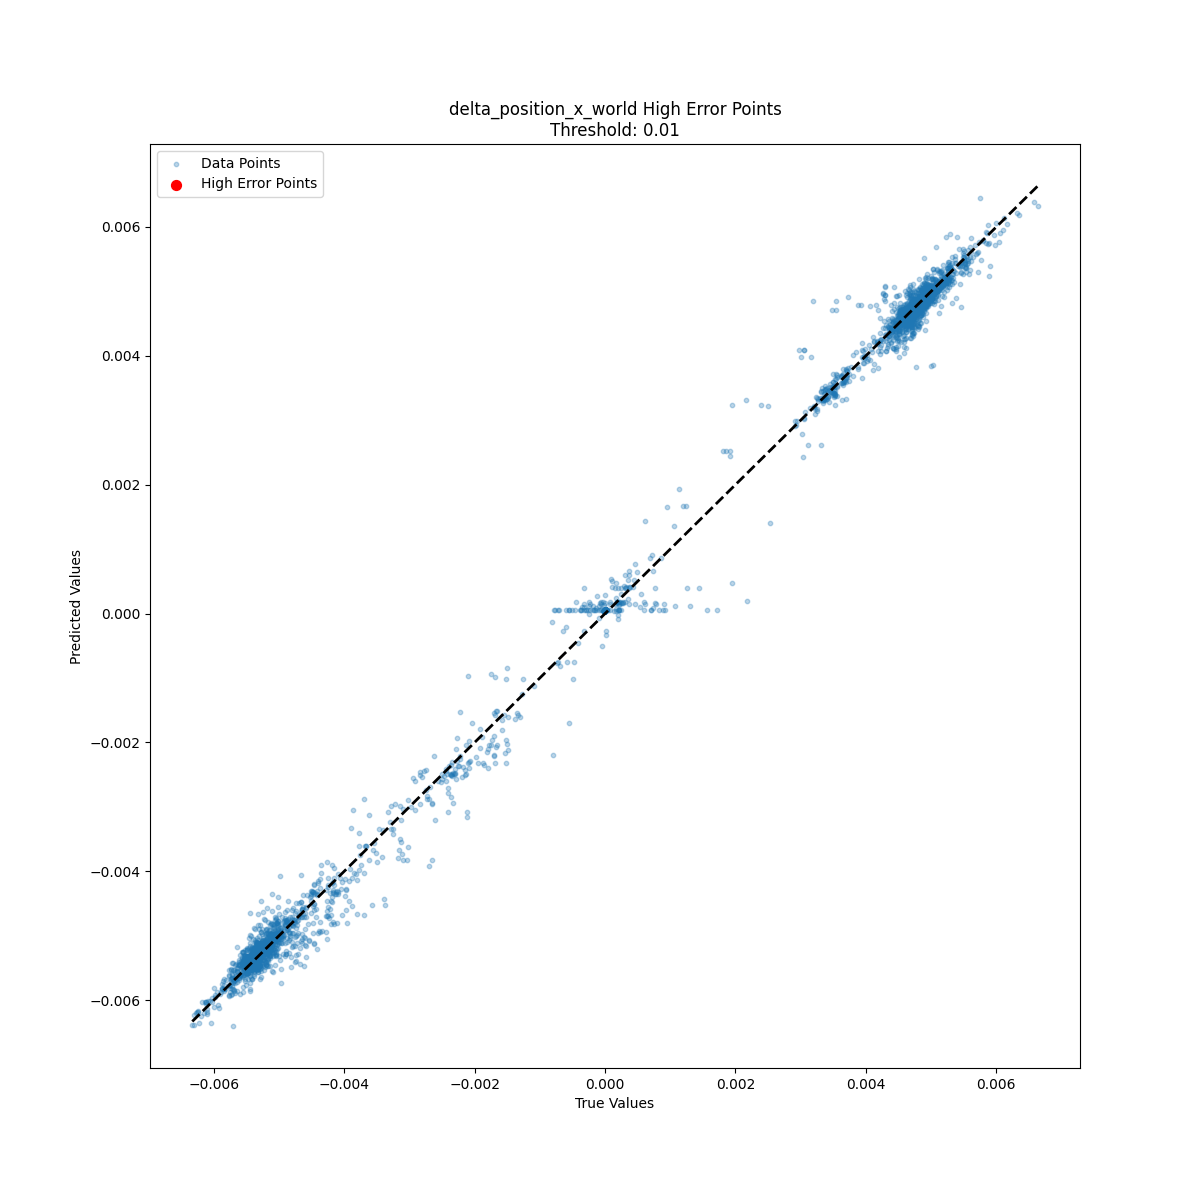 delta_position_x_world High Error Points
Threshold: 0.01
Data Points
High Error Points
0.006
0.004
0.002
0.000
−0.002
−0.004
−0.006
Predicted Values
−0.006
−0.004
−0.002
0.000
0.002
0.004
0.006
True Values